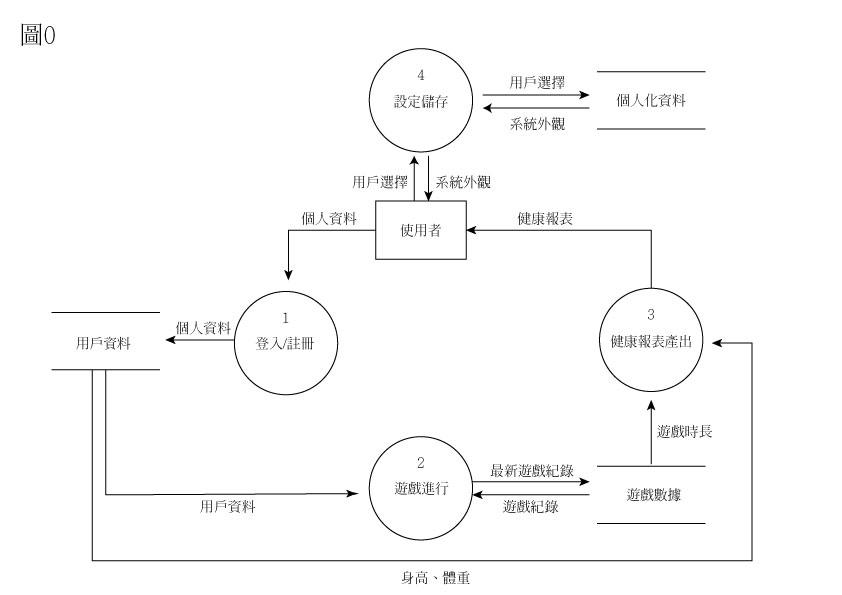 圖0
4
設定儲存
用戶選擇
個人化資料
系統外觀
用戶選擇
系統外觀
個人資料
使用者
健康報表
1
登入/註冊
個人資料
用戶資料
3
健康報表產出
遊戲時長
2
遊戲進行
最新遊戲紀錄
遊戲紀錄
遊戲數據
用戶資料
身高、體重